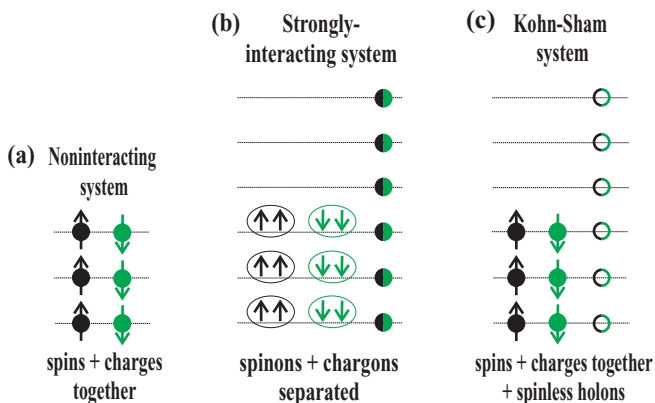 (a) Noninteracting
system
spins + charges
together
(b) Strongly-
interacting system
spinons + chargons
separated
(c) Kohn-Sham
system
spins + charges together
+ spinless holons